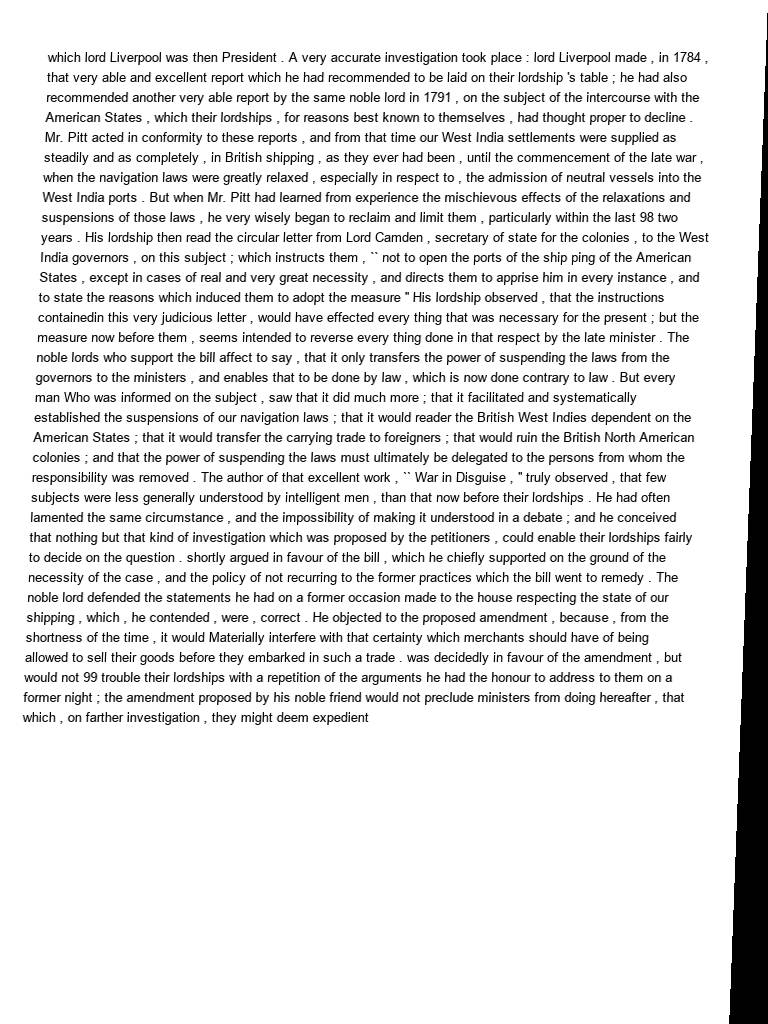 which lord Liverpool was then President . A very accurate investigation took place : lord Liverpool made , in 1784 ,
that very able and excellent report which he had recommended to be laid on their lordship 's table ; he had also
recommended another very able report by the same noble lord in 1791 , on the subject of the intercourse with the
American States , which their lordships , for reasons best known to themselves , had thought proper to decline .
Mr. Pitt acted in conformity to these reports , and from that time our West India settlements were supplied as
steadily and as completely , in British shipping , as they ever had been , until the commencement of the late war ,
when the navigation laws were greatly relaxed , especially in respect to , the admission of neutral vessels into the
West India ports . But when Mr. Pitt had learned from experience the mischievous effects of the relaxations and
suspensions of those laws , he very wisely began to reclaim and limit them , particularly within the last 98 two
years . His lordship then read the circular letter from Lord Camden , secretary of state for the colonies , to the West
India governors , on this subject ; which instructs them , `` not to open the ports of the ship ping of the American
States , except in cases of real and very great necessity , and directs them to apprise him in every instance , and
to state the reasons which induced them to adopt the measure " His lordship observed , that the instructions
containedin this very judicious letter , would have effected every thing that was necessary for the present ; but the
measure now before them , seems intended to reverse every thing done in that respect by the late minister . The
noble lords who support the bill affect to say , that it only transfers the power of suspending the laws from the
governors to the ministers , and enables that to be done by law , which is now done contrary to law . But every
man Who was informed on the subject , saw that it did much more ; that it facilitated and systematically
established the suspensions of our navigation laws ; that it would reader the British West Indies dependent on the
American States ; that it would transfer the carrying trade to foreigners ; that would ruin the British North American
colonies ; and that the power of suspending the laws must ultimately be delegated to the persons from whom the
responsibility was removed . The author of that excellent work , `` War in Disguise , " truly observed , that few
subjects were less generally understood by intelligent men , than that now before their lordships . He had often
lamented the same circumstance , and the impossibility of making it understood in a debate ; and he conceived
that nothing but that kind of investigation which was proposed by the petitioners , could enable their lordships fairly
to decide on the question . shortly argued in favour of the bill , which he chiefly supported on the ground of the
necessity of the case , and the policy of not recurring to the former practices which the bill went to remedy . The
noble lord defended the statements he had on a former occasion made to the house respecting the state of our
shipping , which , he contended , were , correct . He objected to the proposed amendment , because , from the
shortness of the time , it would Materially interfere with that certainty which merchants should have of being
allowed to sell their goods before they embarked in such a trade . was decidedly in favour of the amendment , but
would not 99 trouble their lordships with a repetition of the arguments he had the honour to address to them on a
former night ; the amendment proposed by his noble friend would not preclude ministers from doing hereafter , that
which , on farther investigation , they might deem expedient